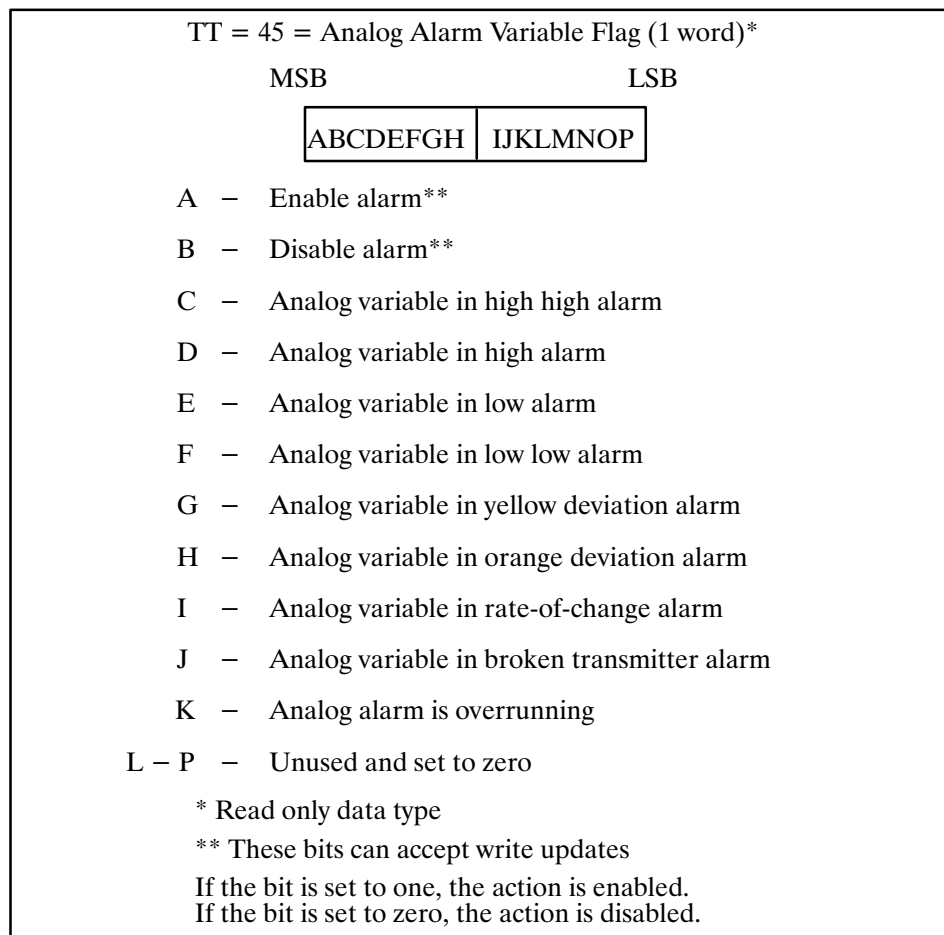 TT = 45 = Analog Alarm Variable Flag (1 word)*
MSB LSB
ABCDEFGH IJKLMNOP
A − Enable alarm**
B − Disable alarm**
C − Analog variable in high high alarm
D − Analog variable in high alarm
E − Analog variable in low alarm
F − Analog variable in low low alarm
G − Analog variable in yellow deviation alarm
H − Analog variable in orange deviation alarm
I − Analog variable in rate-of-change alarm
J − Analog variable in broken transmitter alarm
K − Analog alarm is overrunning
L − P − Unused and set to zero
* Read only data type
** These bits can accept write updates
If the bit is set to one, the action is enabled.
If the bit is set to zero, the action is disabled.